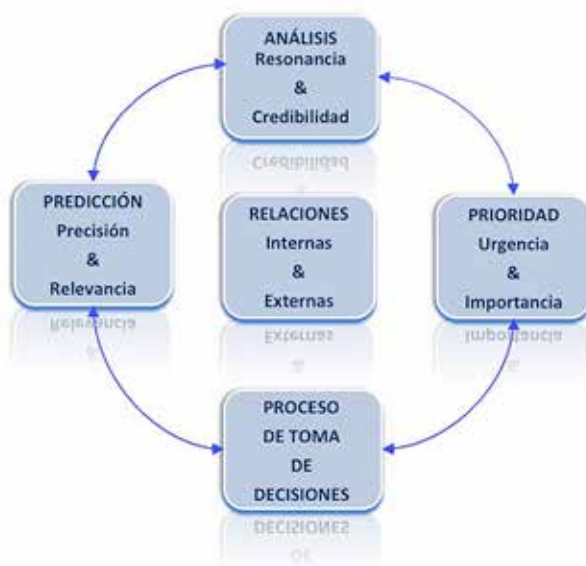 ANÁLISIS
Resonancia
&
Credibilidad
PREDICCIÓN
Precisión
&
Relevancia
RELACIONES
Internas
&
Externas
PRIORIDAD
Urgencia
&
Importancia
PROCESO
DE TOMA
DE
DECISIONES